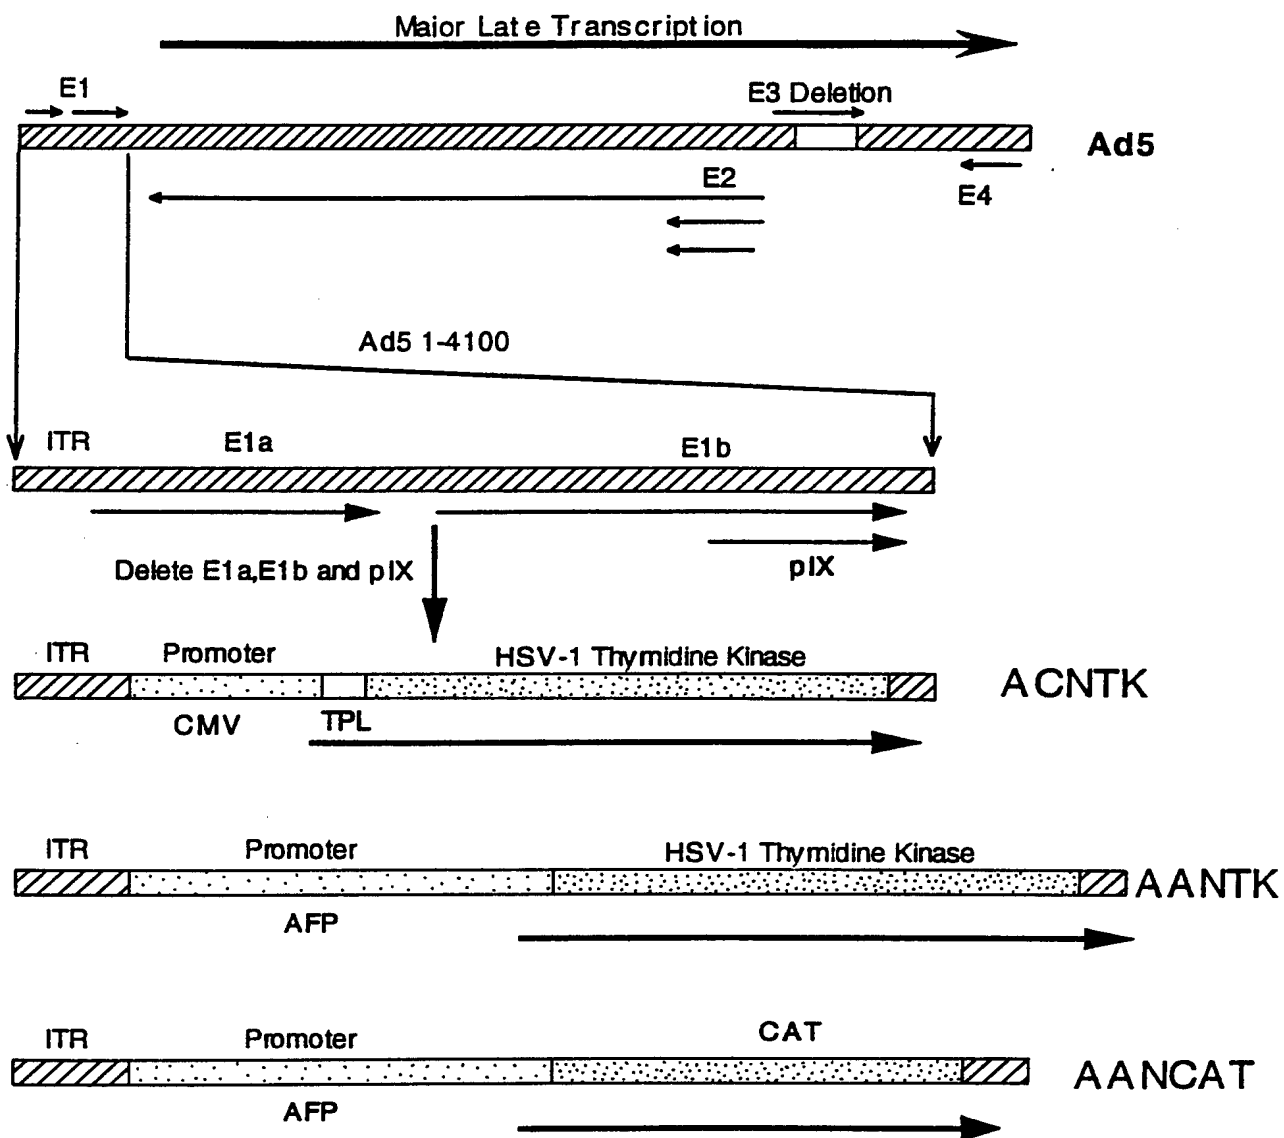 Maior Late Transcription
E1
E3 Deletion
Ad5
E2
E4
Ad5 1-4100
ITR
E1a
E1b
Delete E1a,E1b and pIX
pIX
ITR
Promoter
HSV-1 Thymidine Kinase
ACNTK
CMV
TPL
ITR
Promoter
HSV-1 Thymidine Kinase
AANTK
AFP
ITR
Promoter
CAT
AANCAT
AFP